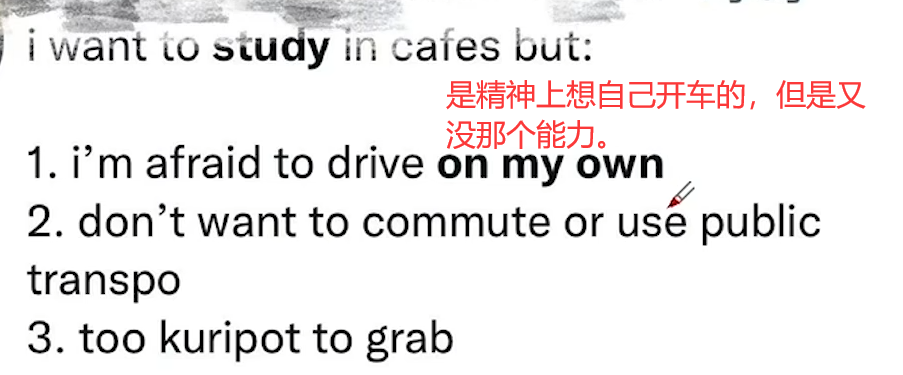 i want to study in cafes but:
是精神上想自己开车的，但是又
没那个能力。
1. i’m afraid to drive on my own
2. don’t want to commute or use public
transpo
3. too kuripot to grab